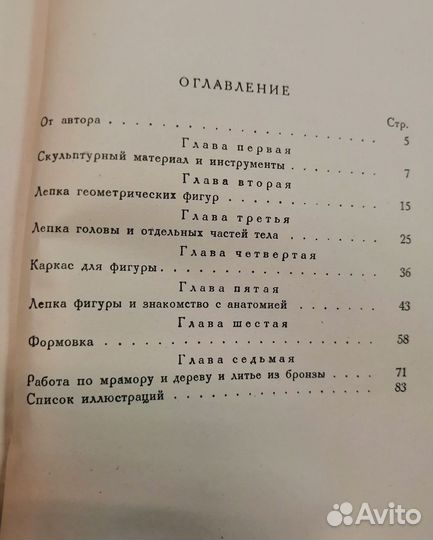 ОГЛАВЛЕНИЕ
Стр.
От автора . . . . . . . . . . . . . . . . 5
Глава первая
Скульптурный материал и инструменты . . . . . . . 7
Глава вторая
Лепка геометрических фигур . . . . . . . . . . . 15
Глава третья
Лепка головы и отдельных частей тела . . . . . . . 25
Глава четвертая
Каркас для фигуры . . . . . . . . . . . . . . 36
Глава пятая
Лепка фигуры и знакомство с анатомией . . . . . . 43
Глава шестая
Формовка . . . . . . . . . . . . . . . . . 58
Глава седьмая
Работа по мрамору и дереву и литье из бронзы . . . . 71
Список иллюстраций . . . . . . . . . . . . . . 83
Avito